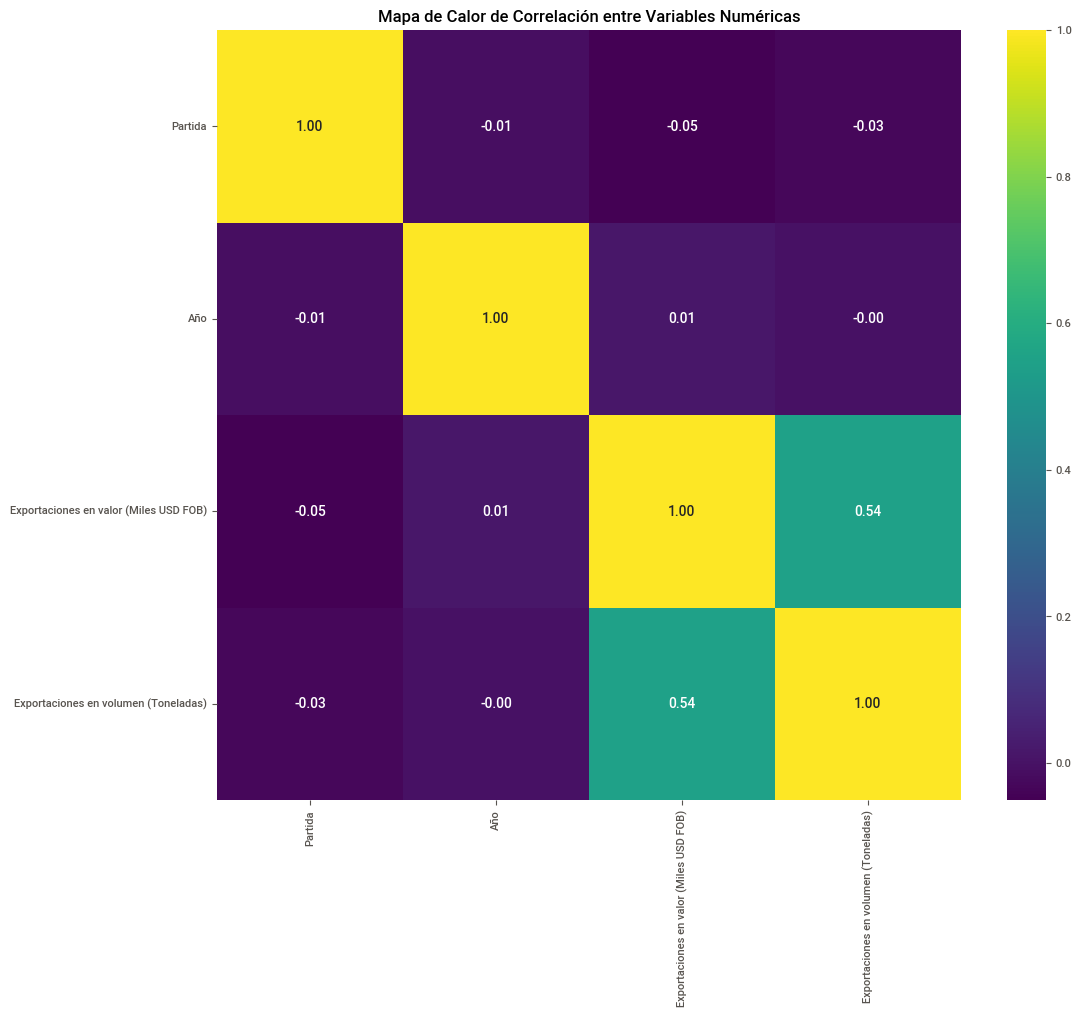 Mapa de Calor de Correlación entre Variables Numéricas
Partida
1.00
-0.01
-0.05
-0.03
Año
-0.01
1.00
0.01
-0.00
Exportaciones en valor (Miles USD FOB)
-0.05
0.01
1.00
0.54
Exportaciones en volumen (Toneladas)
-0.03
-0.00
0.54
1.00
Partida
Año
Exportaciones en valor (Miles USD FOB)
Exportaciones en volumen (Toneladas)
1.0
0.8
0.6
0.4
0.2
0.0